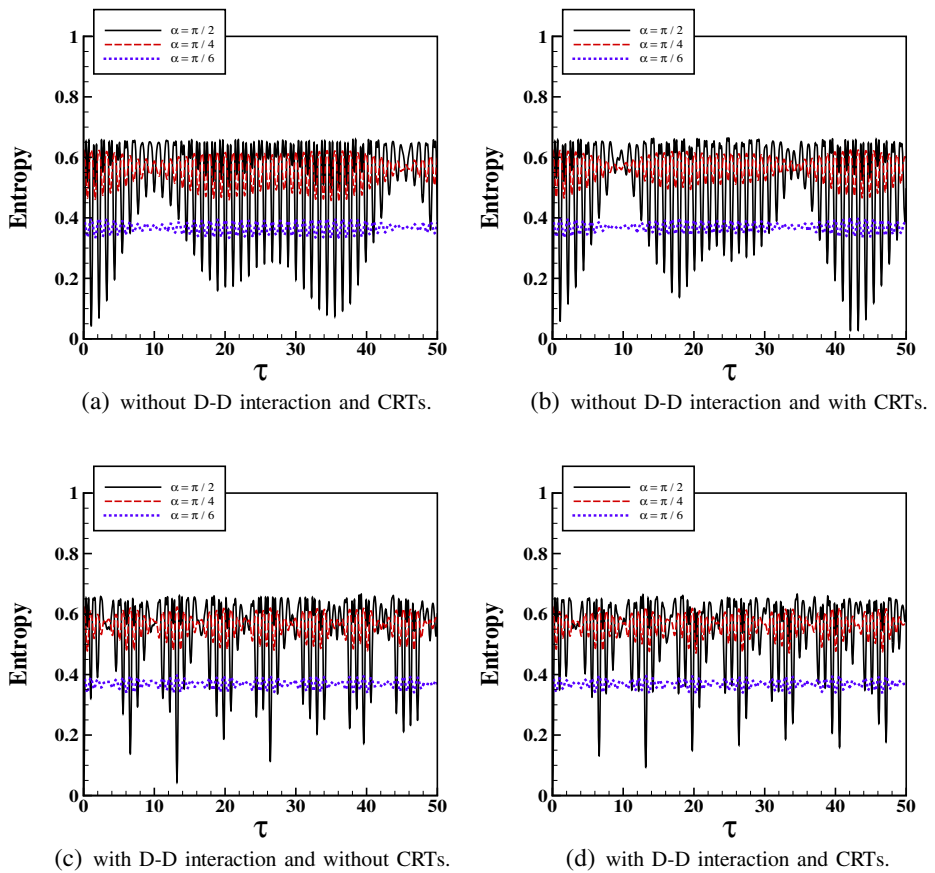 α = π / 2
α = π / 4
α = π / 6
Entropy
1
0.8
0.6
0.4
0.2
0
0 10 20 30 40 50
τ
(a) without D-D interaction and CRTs.
α = π / 2
α = π / 4
α = π / 6
Entropy
1
0.8
0.6
0.4
0.2
0
0 10 20 30 40 50
τ
(b) without D-D interaction and with CRTs.
α = π / 2
α = π / 4
α = π / 6
Entropy
1
0.8
0.6
0.4
0.2
0
0 10 20 30 40 50
τ
(c) with D-D interaction and without CRTs.
α = π / 2
α = π / 4
α = π / 6
Entropy
1
0.8
0.6
0.4
0.2
0
0 10 20 30 40 50
τ
(d) with D-D interaction and CRTs.